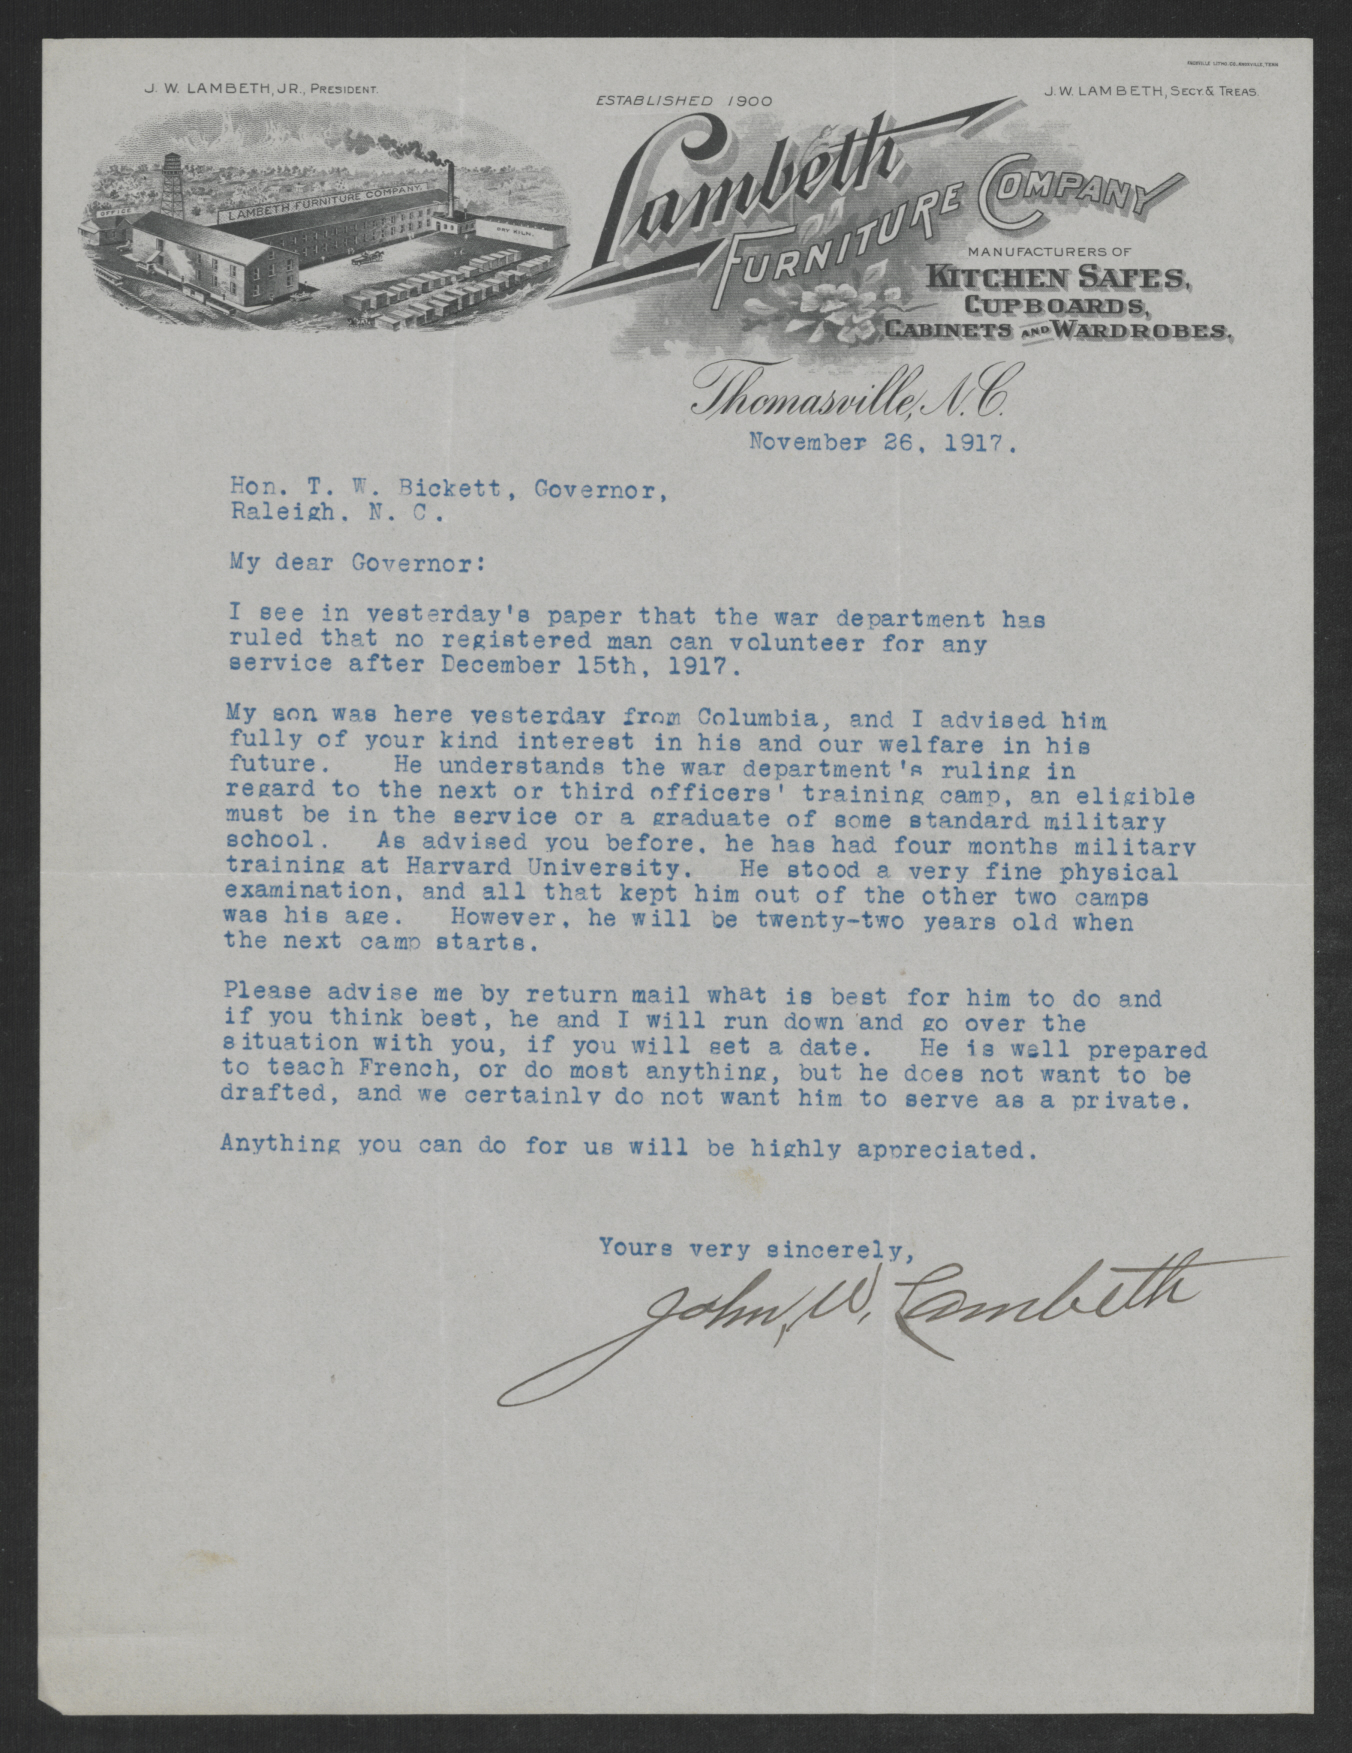 KNOXVILLE LITHO. CO., KNOXVILLE, TENN.
J. W. LAMBETH, JR., PRESIDENT.
ESTABLISHED 1900
J. W. LAMBETH, SECY. & TREAS.
OFFICE
LAMBETH FURNITURE COMPANY.
DRY KILN.
Lambeth
FURNITURE COMPANY
MANUFACTURERS OF
KITCHEN SAFES,
CUPBOARDS,
CABINETS AND WARDROBES.
Thomasville, N.C.
November 26, 1917.
Hon. T. W. Bickett, Governor,
Raleigh, N. C.
My dear Governor:
I see in yesterday's paper that the war department has
ruled that no registered man can volunteer for any
service after December 15th, 1917.
My son was here yesterday from Columbia, and I advised him
fully of your kind interest in his and our welfare in his
future. He understands the war department's ruling in
regard to the next or third officers' training camp, an eligible
must be in the service or a graduate of some standard military
school. As advised you before, he has had four months military
training at Harvard University. He stood a very fine physical
examination, and all that kept him out of the other two camps
was his age. However, he will be twenty-two years old when
the next camp starts.
Please advise me by return mail what is best for him to do and
if you think best, he and I will run down and go over the
situation with you, if you will set a date. He is well prepared
to teach French, or do most anything, but he does not want to be
drafted, and we certainly do not want him to serve as a private.
Anything you can do for us will be highly appreciated.
Yours very sincerely,
John W. Lambeth